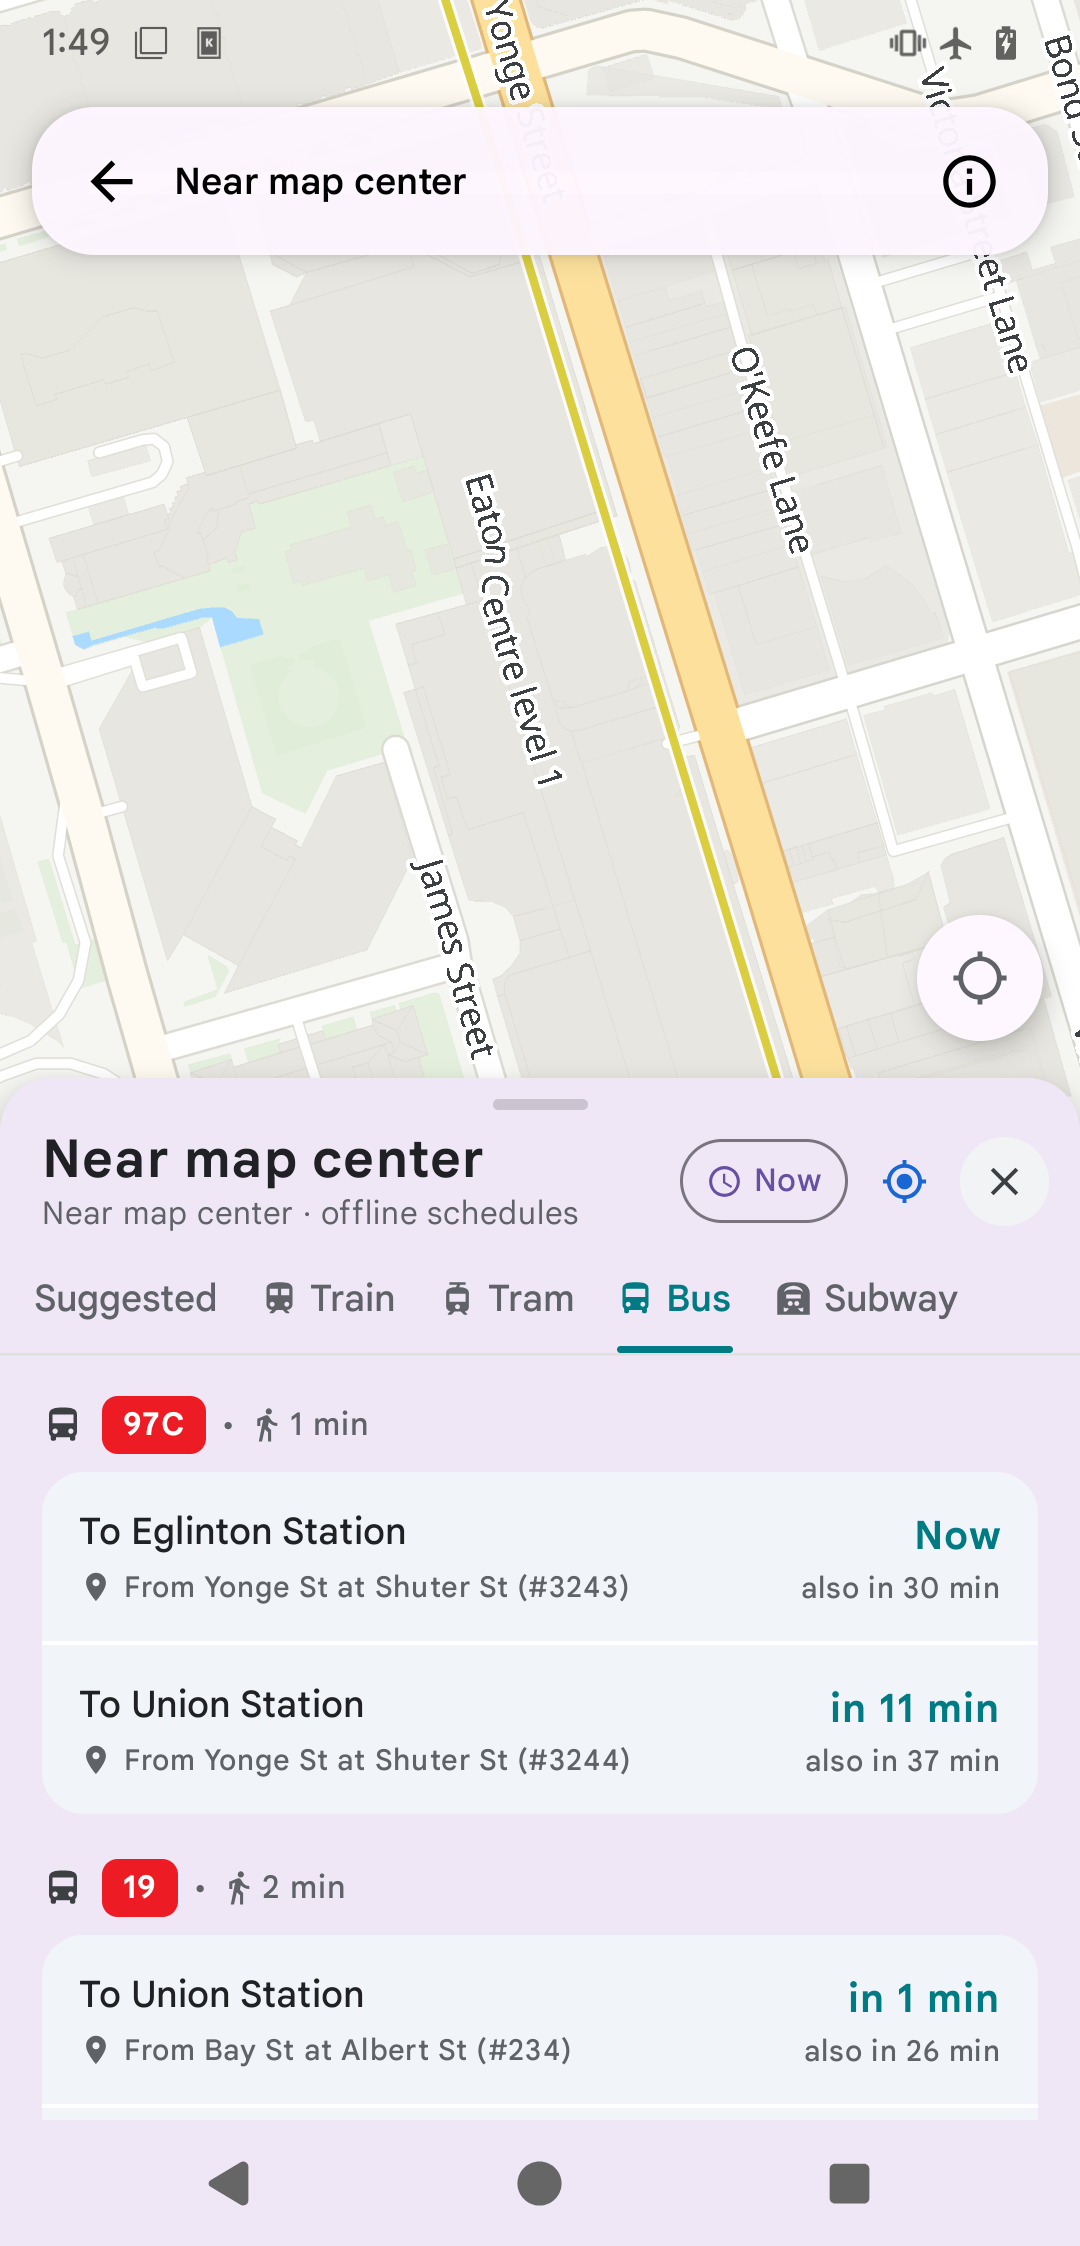 1:49
K
Yonge Street
Victoria Street Lane
Bond
Near map center
O'Keefe Lane
Eaton Centre level 1
James Street
Near map center
Near map center · offline schedules
Now
Suggested
Train
Tram
Bus
Subway
97C • 1 min
To Eglinton Station
Now
From Yonge St at Shuter St (#3243)
also in 30 min
To Union Station
in 11 min
From Yonge St at Shuter St (#3244)
also in 37 min
19 • 2 min
To Union Station
in 1 min
From Bay St at Albert St (#234)
also in 26 min